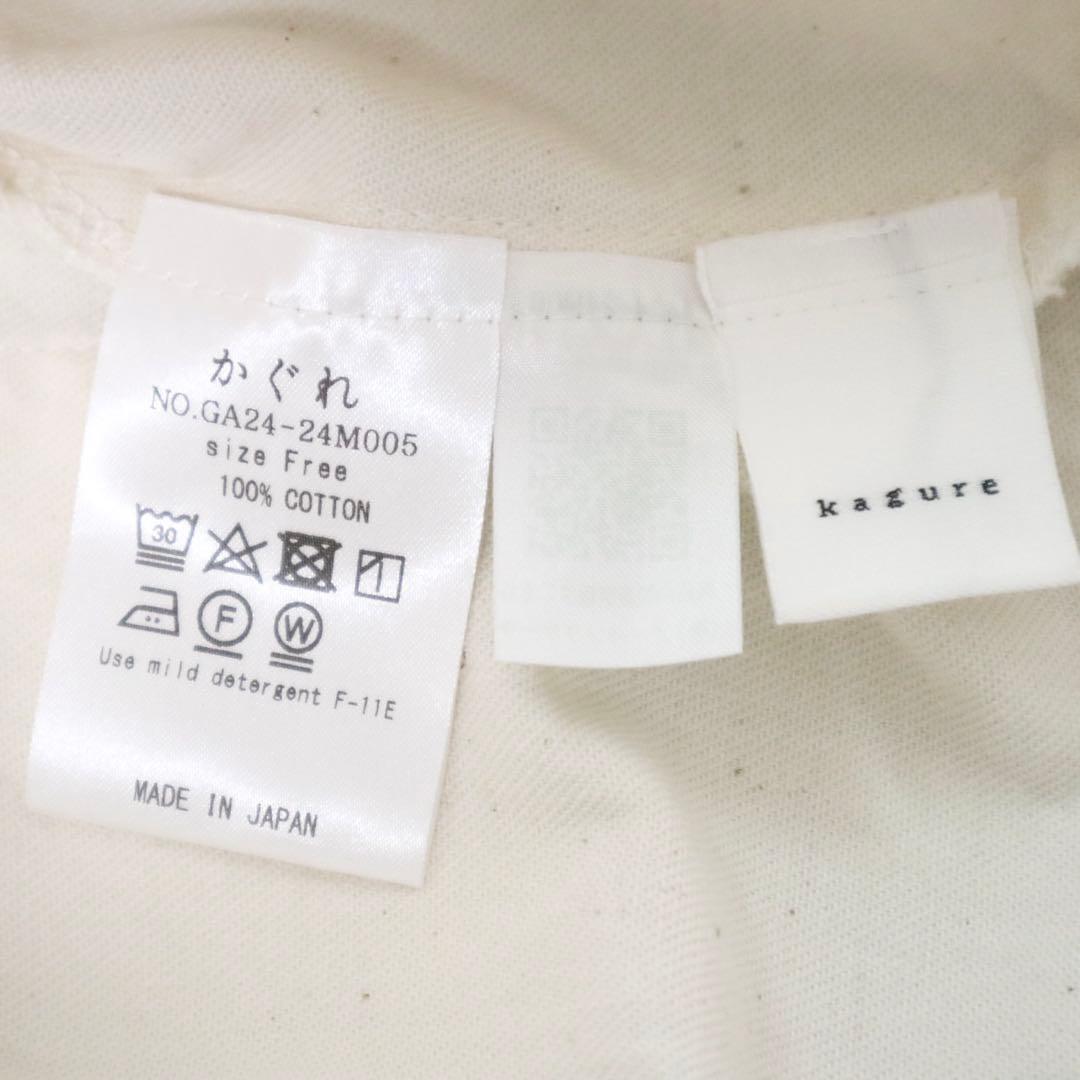 かぐれ
NO.GA24-24M005
size Free
100% COTTON
30
F
W
Use mild detergent F-11E
MADE IN JAPAN
kagure